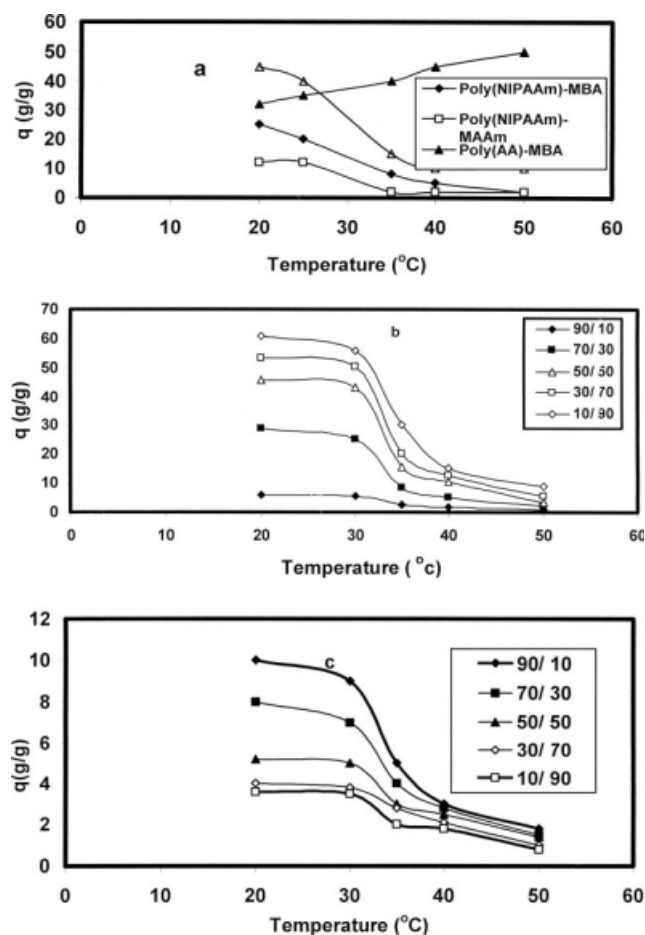 60
50
40
30
20
10
0
q (g/g)
a
Poly(NIPAAm)-MBA
Poly(NIPAAm)-
MAAm
Poly(AA)-MBA
0 10 20 30 40 50 60
Temperature (°C)
70
60
50
40
30
20
10
0
q (g/g)
b
90/ 10
70/ 30
50/ 50
30/ 70
10/ 90
0 10 20 30 40 50 60
Temperature ( °c)
12
10
8
6
4
2
0
q(g/g)
c
90/ 10
70/ 30
50/ 50
30/ 70
10/ 90
0 10 20 30 40 50 60
Temperature (°C)